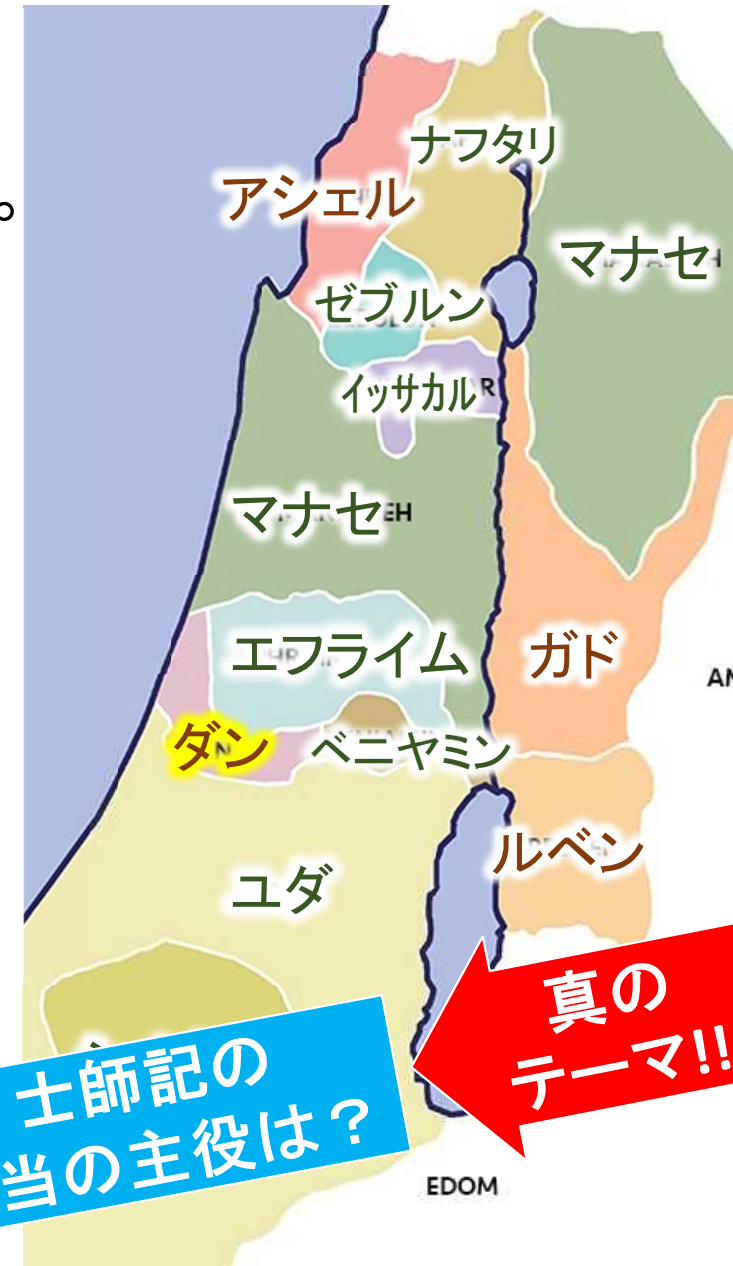 。
ナフタリ
アシェル
マナセ
ゼブルン
イッサカル
マナセ
エフライム
ガド
ダン
ベニヤミン
ルベン
ユダ
真の
テーマ!!
士師記の
当の主役は？
EDOM